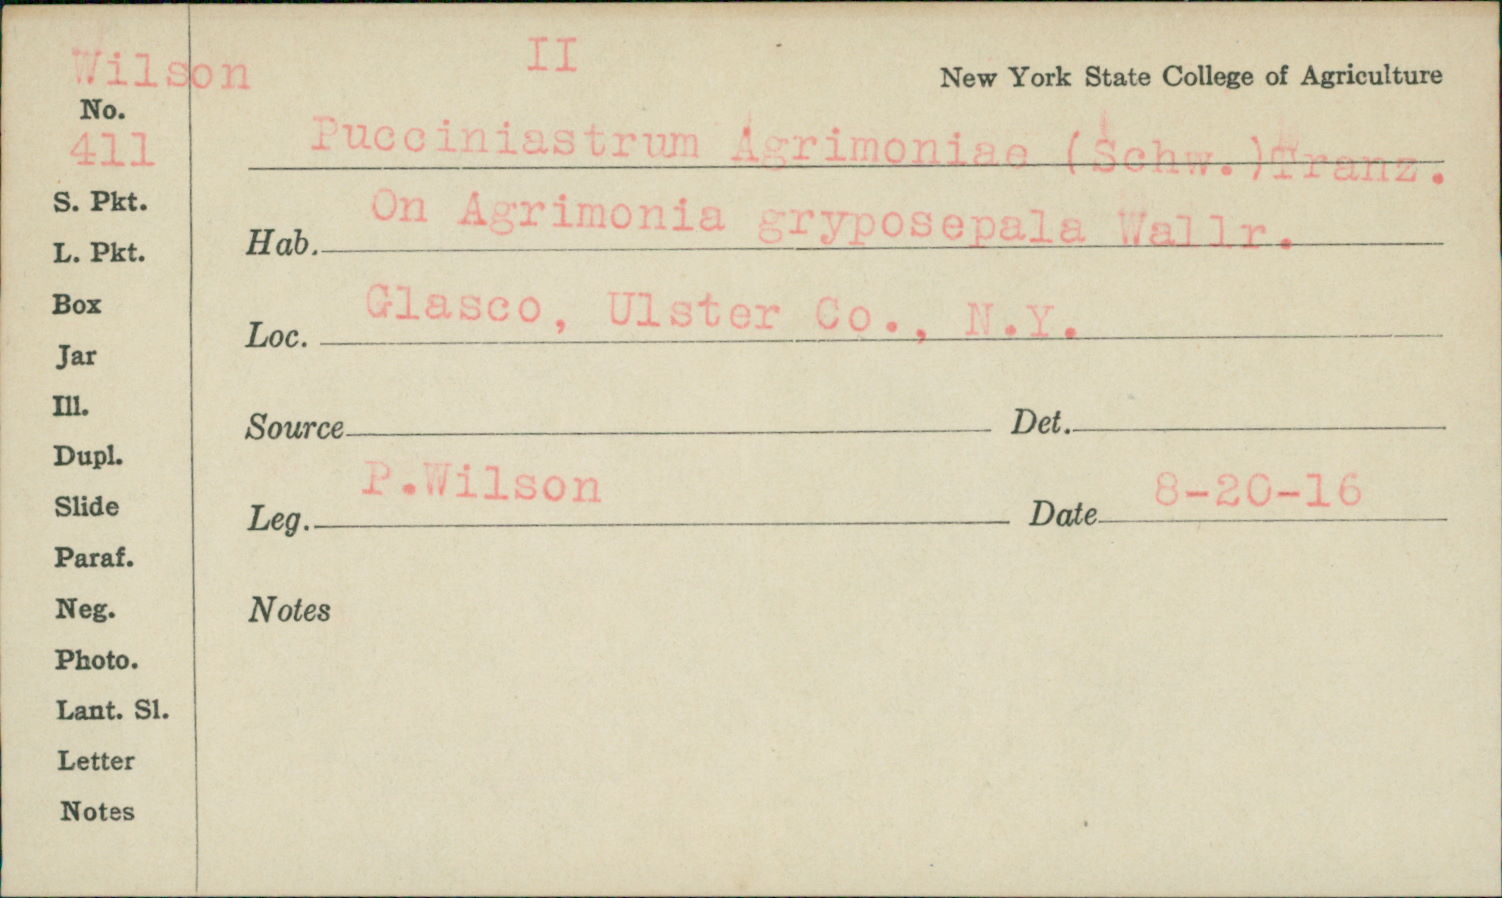 Wilson
II
New York State College of Agriculture
No.
411
Pucciniastrum Agrimoniae (Schw.)Tranz.
S. Pkt.
On Agrimonia gryposepala Wallr.
Hab.
L. Pkt.
Box
Glasco, Ulster Co., N.Y.
Loc.
Jar
Ill.
Source
Det.
Dupl.
P.Wilson
8-20-16
Slide
Leg.
Date
Paraf.
Neg.
Notes
Photo.
Lant. Sl.
Letter
Notes